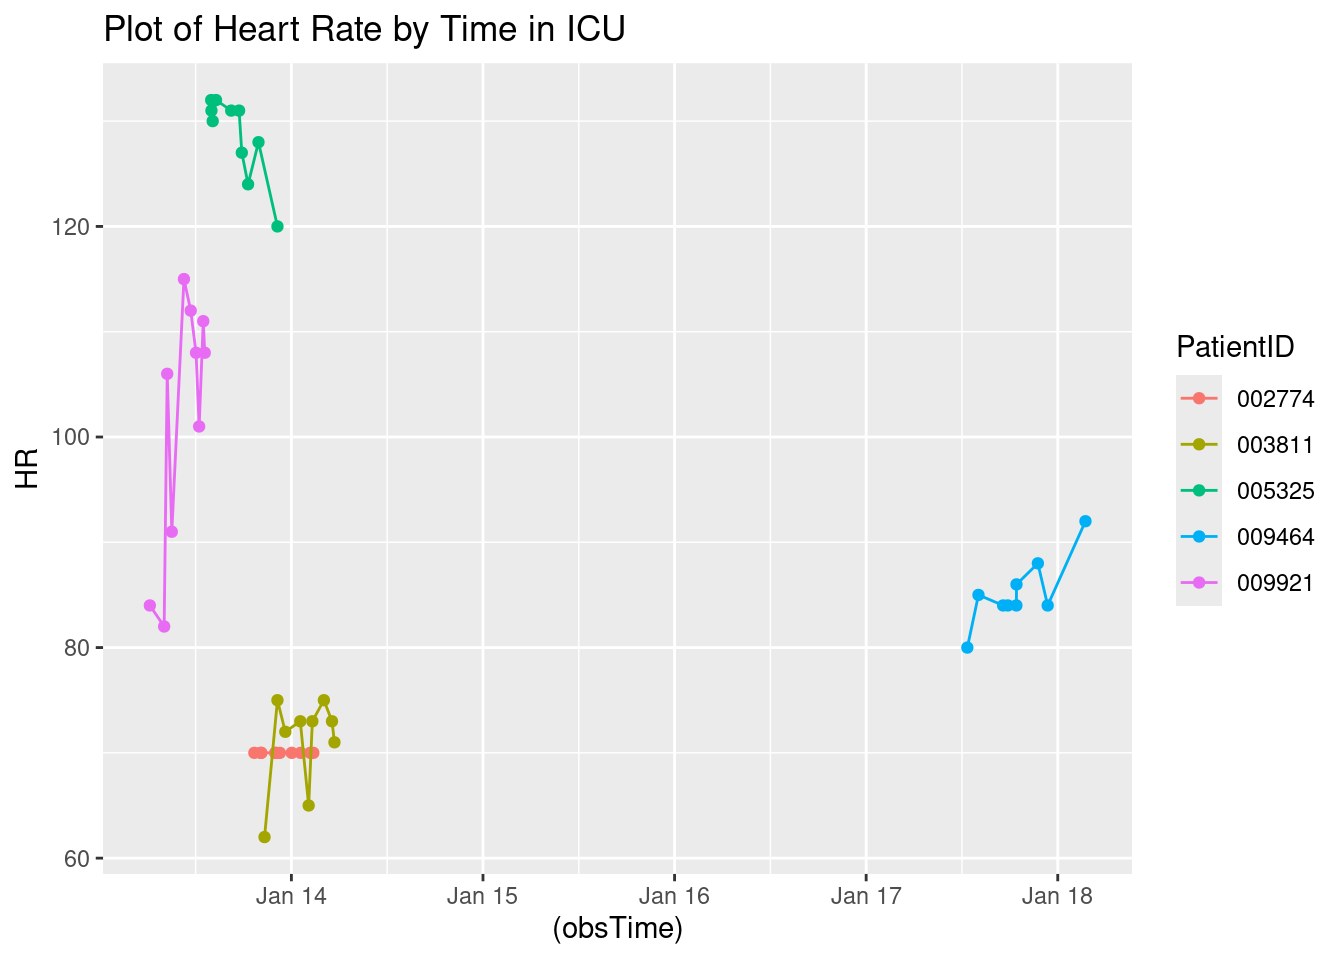 Plot of Heart Rate by Time in ICU
120
100
80
60
HR
Jan 14 Jan 15 Jan 16 Jan 17 Jan 18
(obsTime)
PatientID
002774
003811
005325
009464
009921